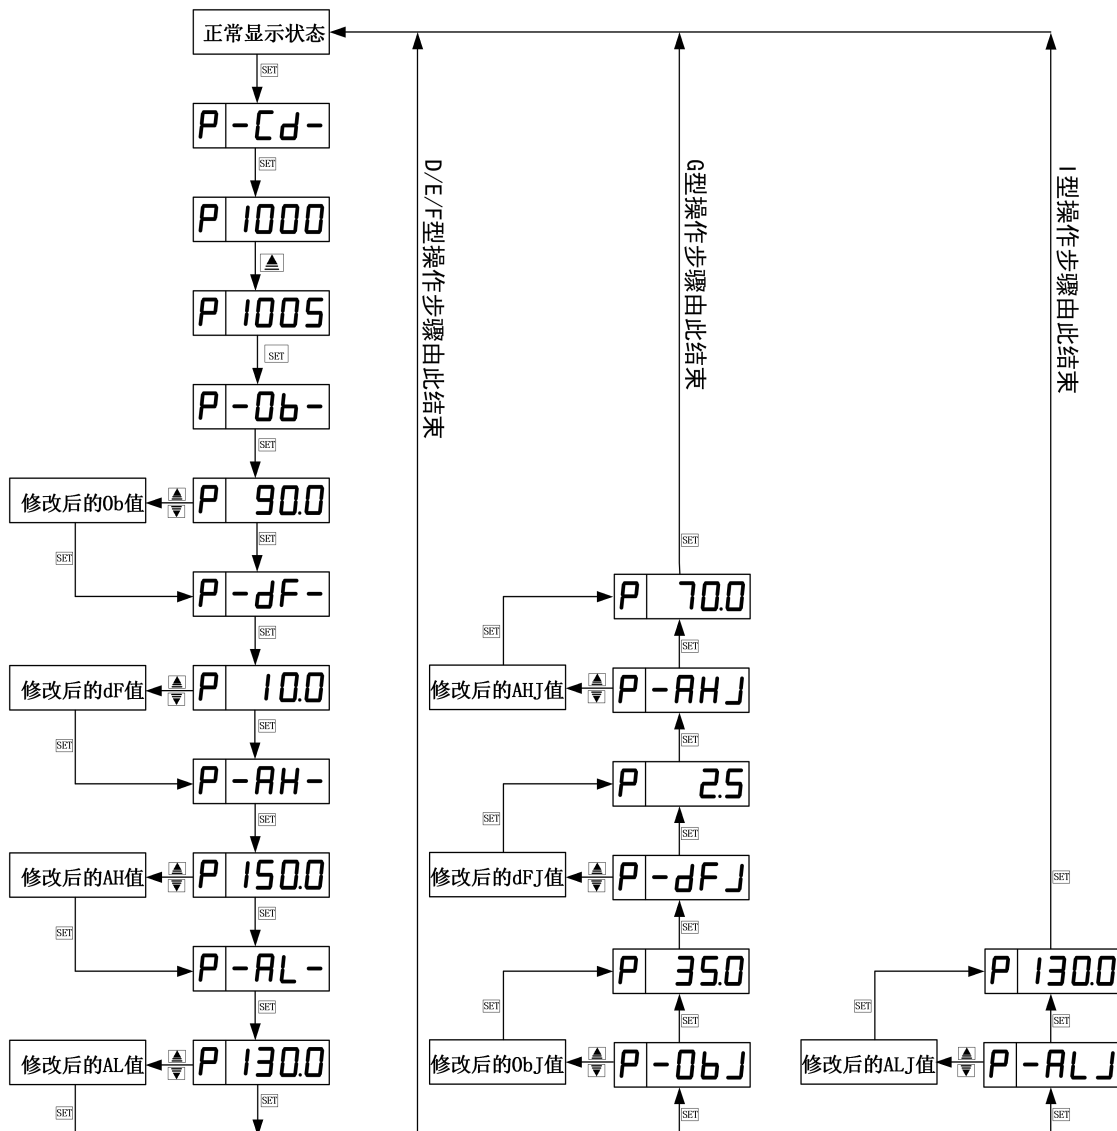 正常显示状态
SET
P -Cd-
SET
P 1000
P 1005
SET
P -Ob-
SET
P 90.0
修改后的Ob值
SET
SET
P -dF-
SET
P 10.0
修改后的dF值
SET
SET
P -AH-
SET
P 150.0
修改后的AH值
SET
SET
P -AL-
SET
P 130.0
修改后的AL值
SET
SET
D/E/F型操作步骤由此结束
G型操作步骤由此结束
SET
P 70.0
SET
SET
修改后的AHJ值
P -AHJ
SET
P 2.5
SET
SET
修改后的dFJ值
P -dFJ
SET
P 35.0
SET
SET
修改后的ObJ值
P -ObJ
SET
I型操作步骤由此结束
SET
P 130.0
SET
SET
修改后的ALJ值
P -ALJ
SET